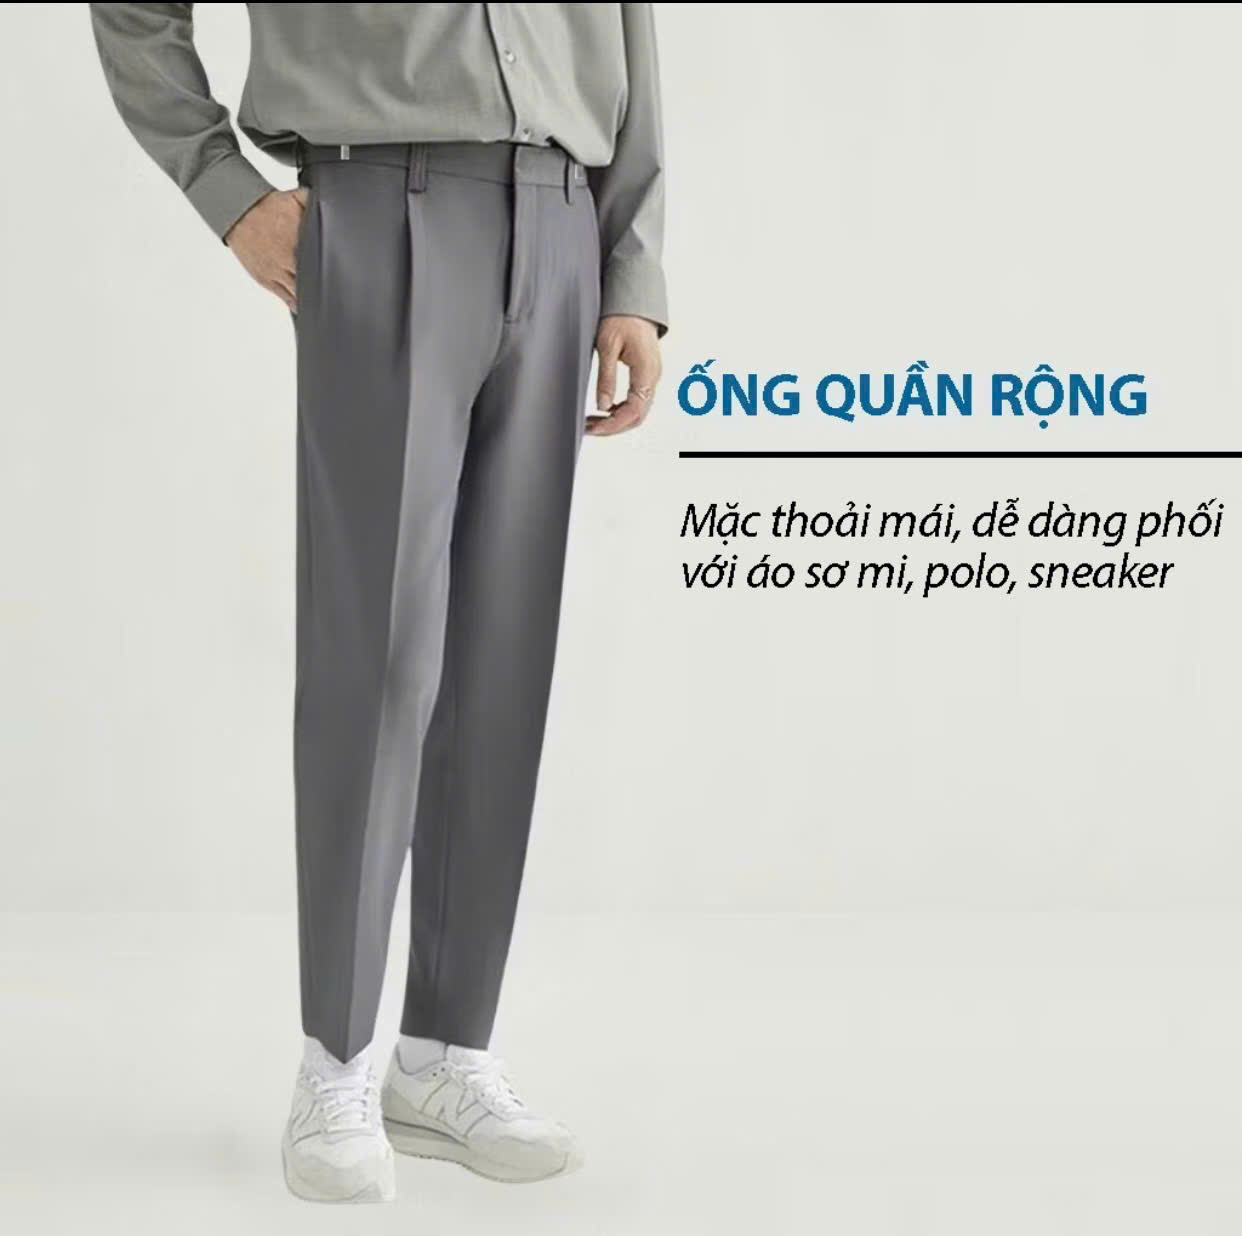 ỐNG QUẦN RỘNG
Mặc thoải mái, dễ dàng phối
với áo sơ mi, polo, sneaker
N
N